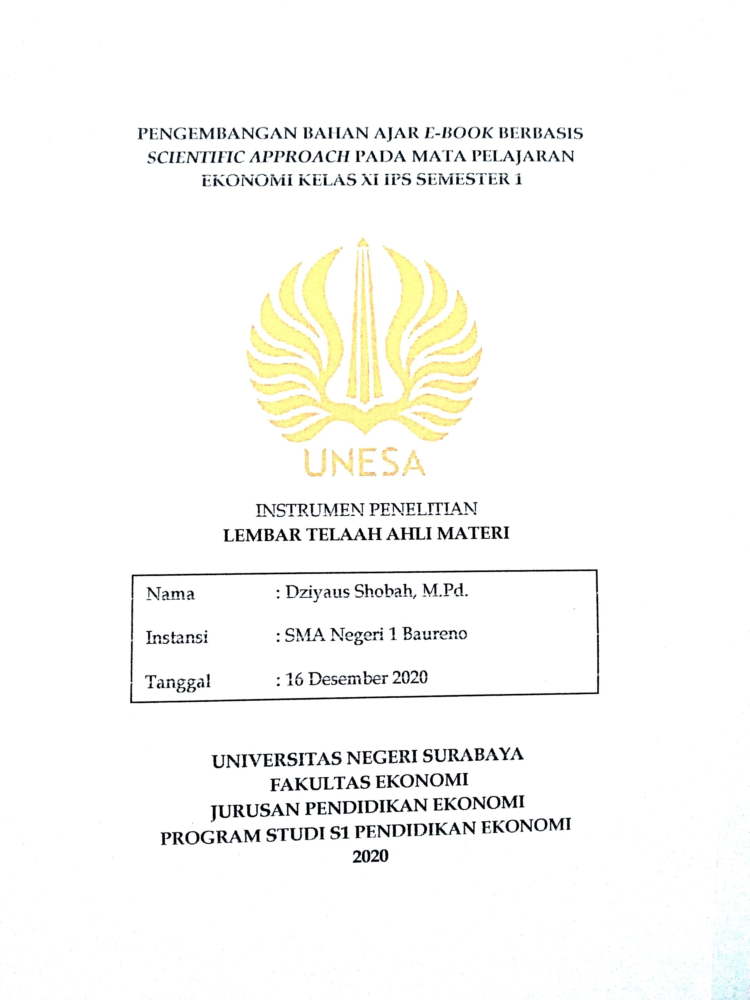 PENGEMBANGAN BAHAN AJAR E-BOOK BERBASIS
SCIENTIFIC APPROACH PADA MATA PELAJARAN
EKONOMI KELAS XI IPS SEMESTER 1
UNESA
INSTRUMEN PENELITIAN
LEMBAR TELAAH AHLI MATERI
Nama : Dziyaus Shobah, M.Pd.
Instansi : SMA Negeri 1 Baureno
Tanggal : 16 Desember 2020
UNIVERSITAS NEGERI SURABAYA
FAKULTAS EKONOMI
JURUSAN PENDIDIKAN EKONOMI
PROGRAM STUDI S1 PENDIDIKAN EKONOMI
2020